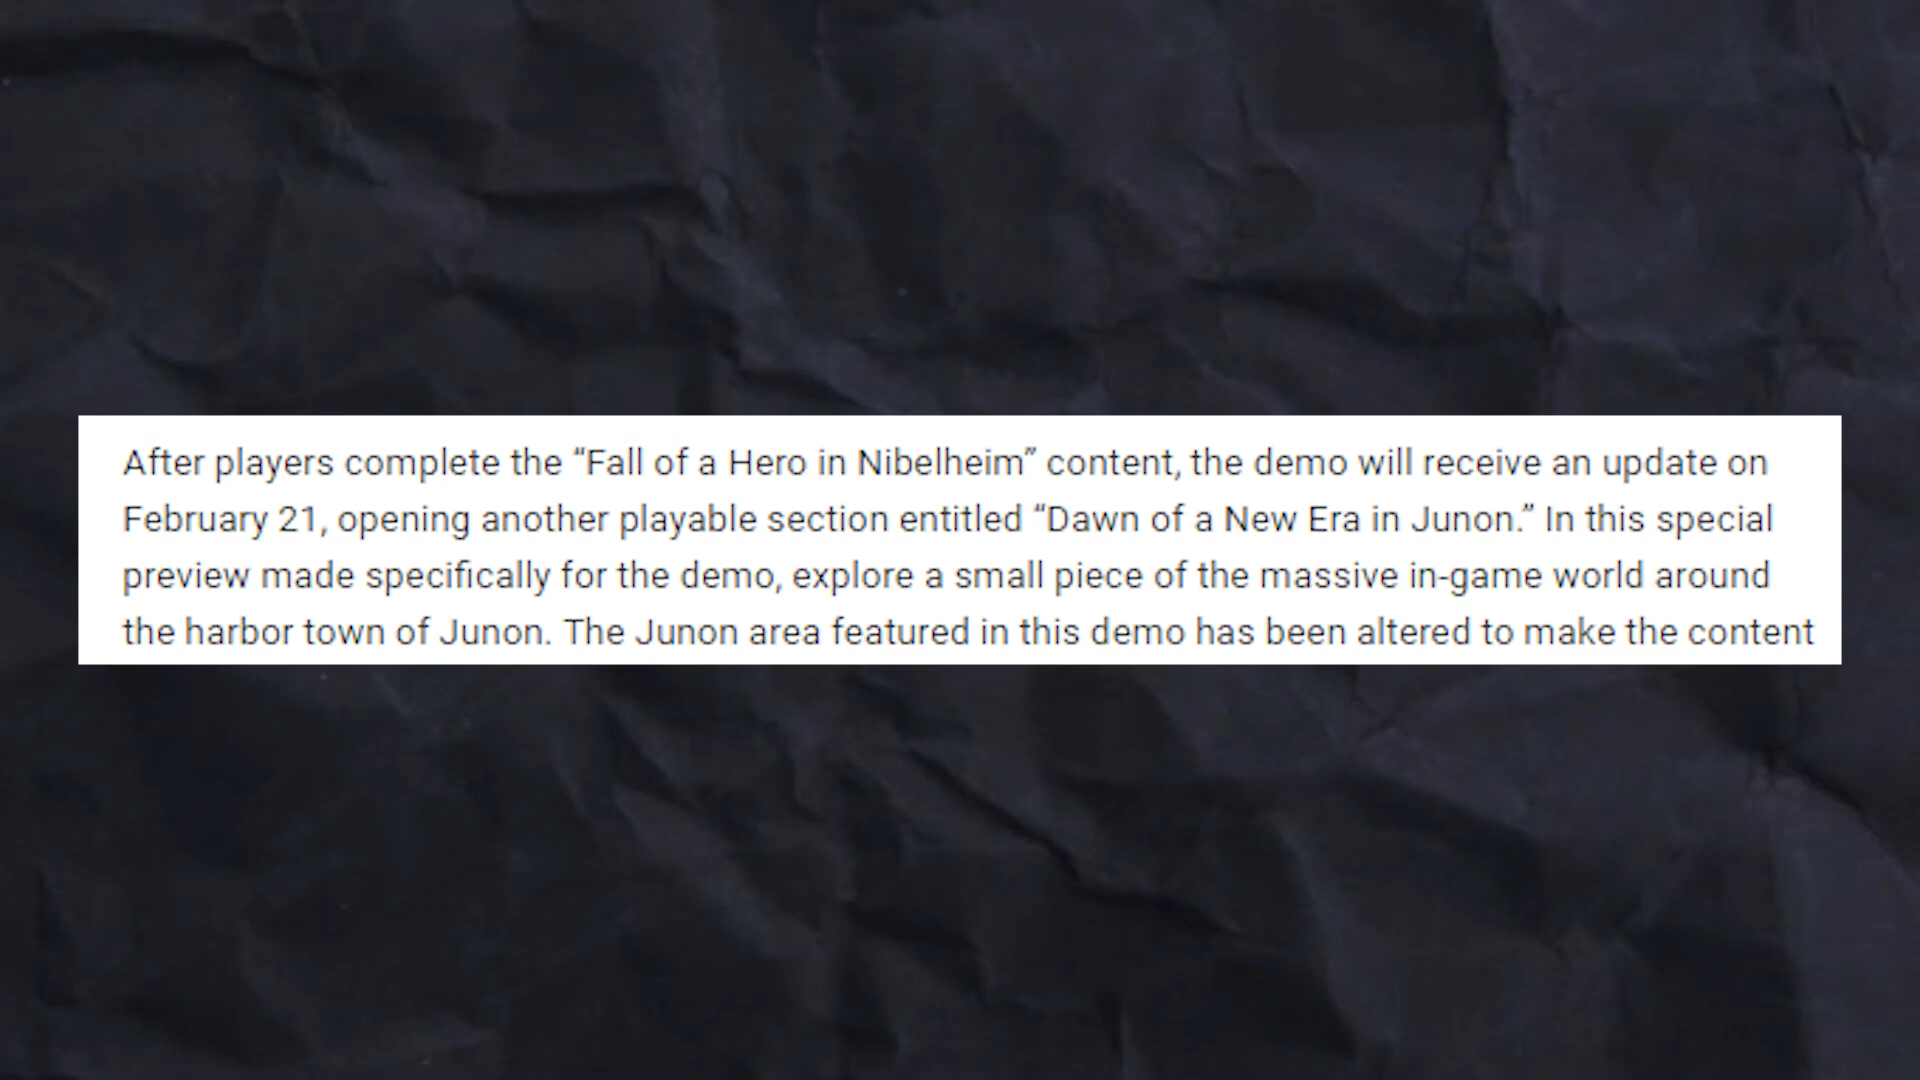 After players complete the “Fall of a Hero in Nibelheim” content, the demo will receive an update on
February 21, opening another playable section entitled “Dawn of a New Era in Junon.” In this special
preview made specifically for the demo, explore a small piece of the massive in-game world around
the harbor town of Junon. The Junon area featured in this demo has been altered to make the content